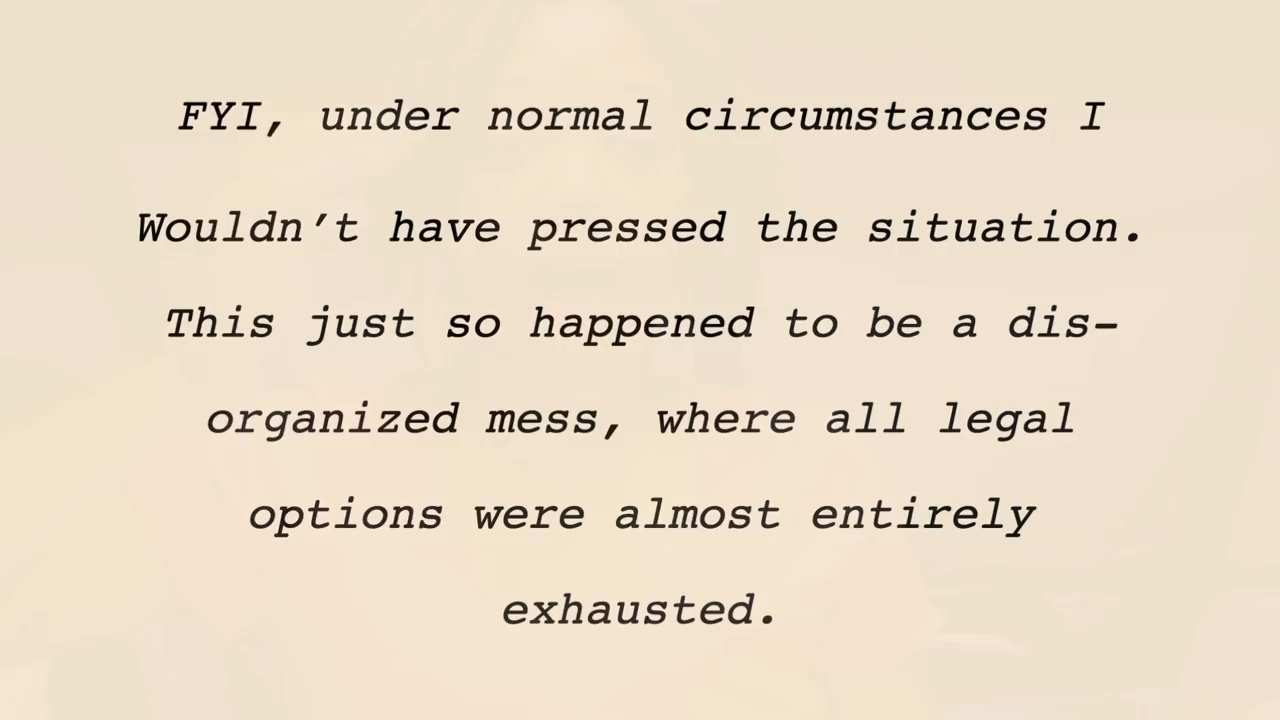 FYI, under normal circumstances I
Wouldn’t have pressed the situation.
This just so happened to be a dis-
organized mess, where all legal
options were almost entirely
exhausted.